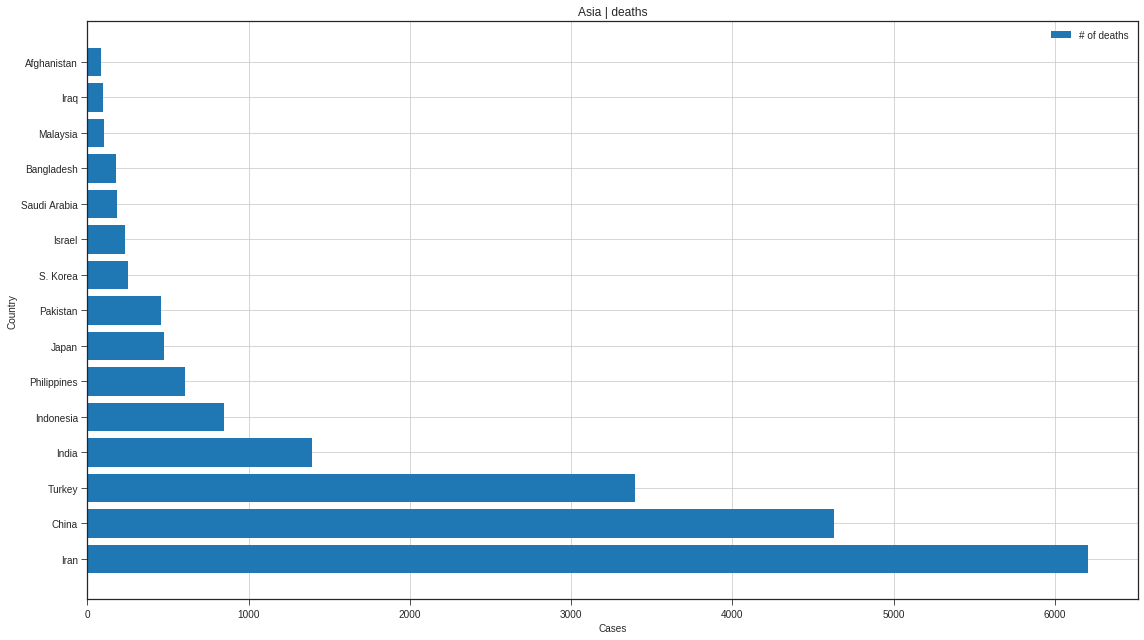 Asia | deaths
# of deaths
Country
Afghanistan
Iraq
Malaysia
Bangladesh
Saudi Arabia
Israel
S. Korea
Pakistan
Japan
Philippines
Indonesia
India
Turkey
China
Iran
0 1000 2000 3000 4000 5000 6000
Cases